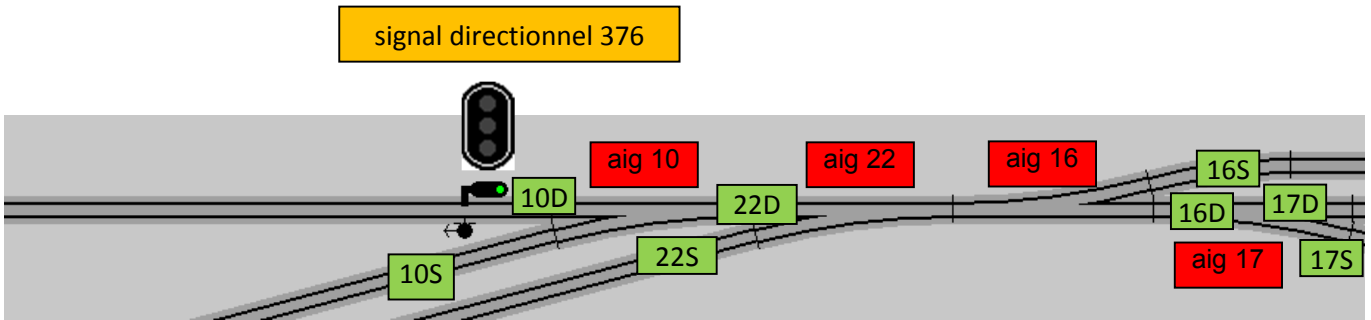 signal directionnel 376
aig 10
aig 22
aig 16
16S
10D
22D
16D
17D
22S
10S
aig 17
17S